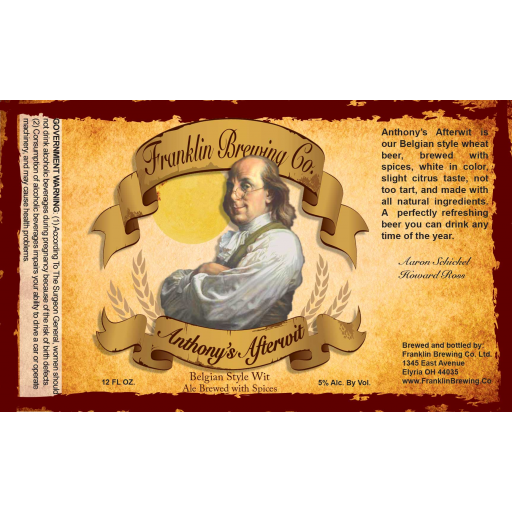 GOVERNMENT WARNING: (1) According To The Surgeon General, women should
not drink alcoholic beverages during pregnancy because of the risk of birth defects.
(2) Consumption of alcoholic beverages impairs your ability to drive a car or operate
machinery, and may cause health problems.
Franklin Brewing Co.
Anthony's Afterwit
Belgian Style Wit
Ale Brewed with Spices
12 FL OZ.
5% Alc. By Vol.
Anthony's Afterwit is
our Belgian style wheat
beer, brewed with
spices, white in color,
slight citrus taste, not
too tart, and made with
all natural ingredients.
A perfectly refreshing
beer you can drink any
time of the year.
Aaron Schickel
Howard Ross
Brewed and bottled by:
Franklin Brewing Co. Ltd.
1345 East Avenue
Elyria OH 44035
www.FranklinBrewing.Co